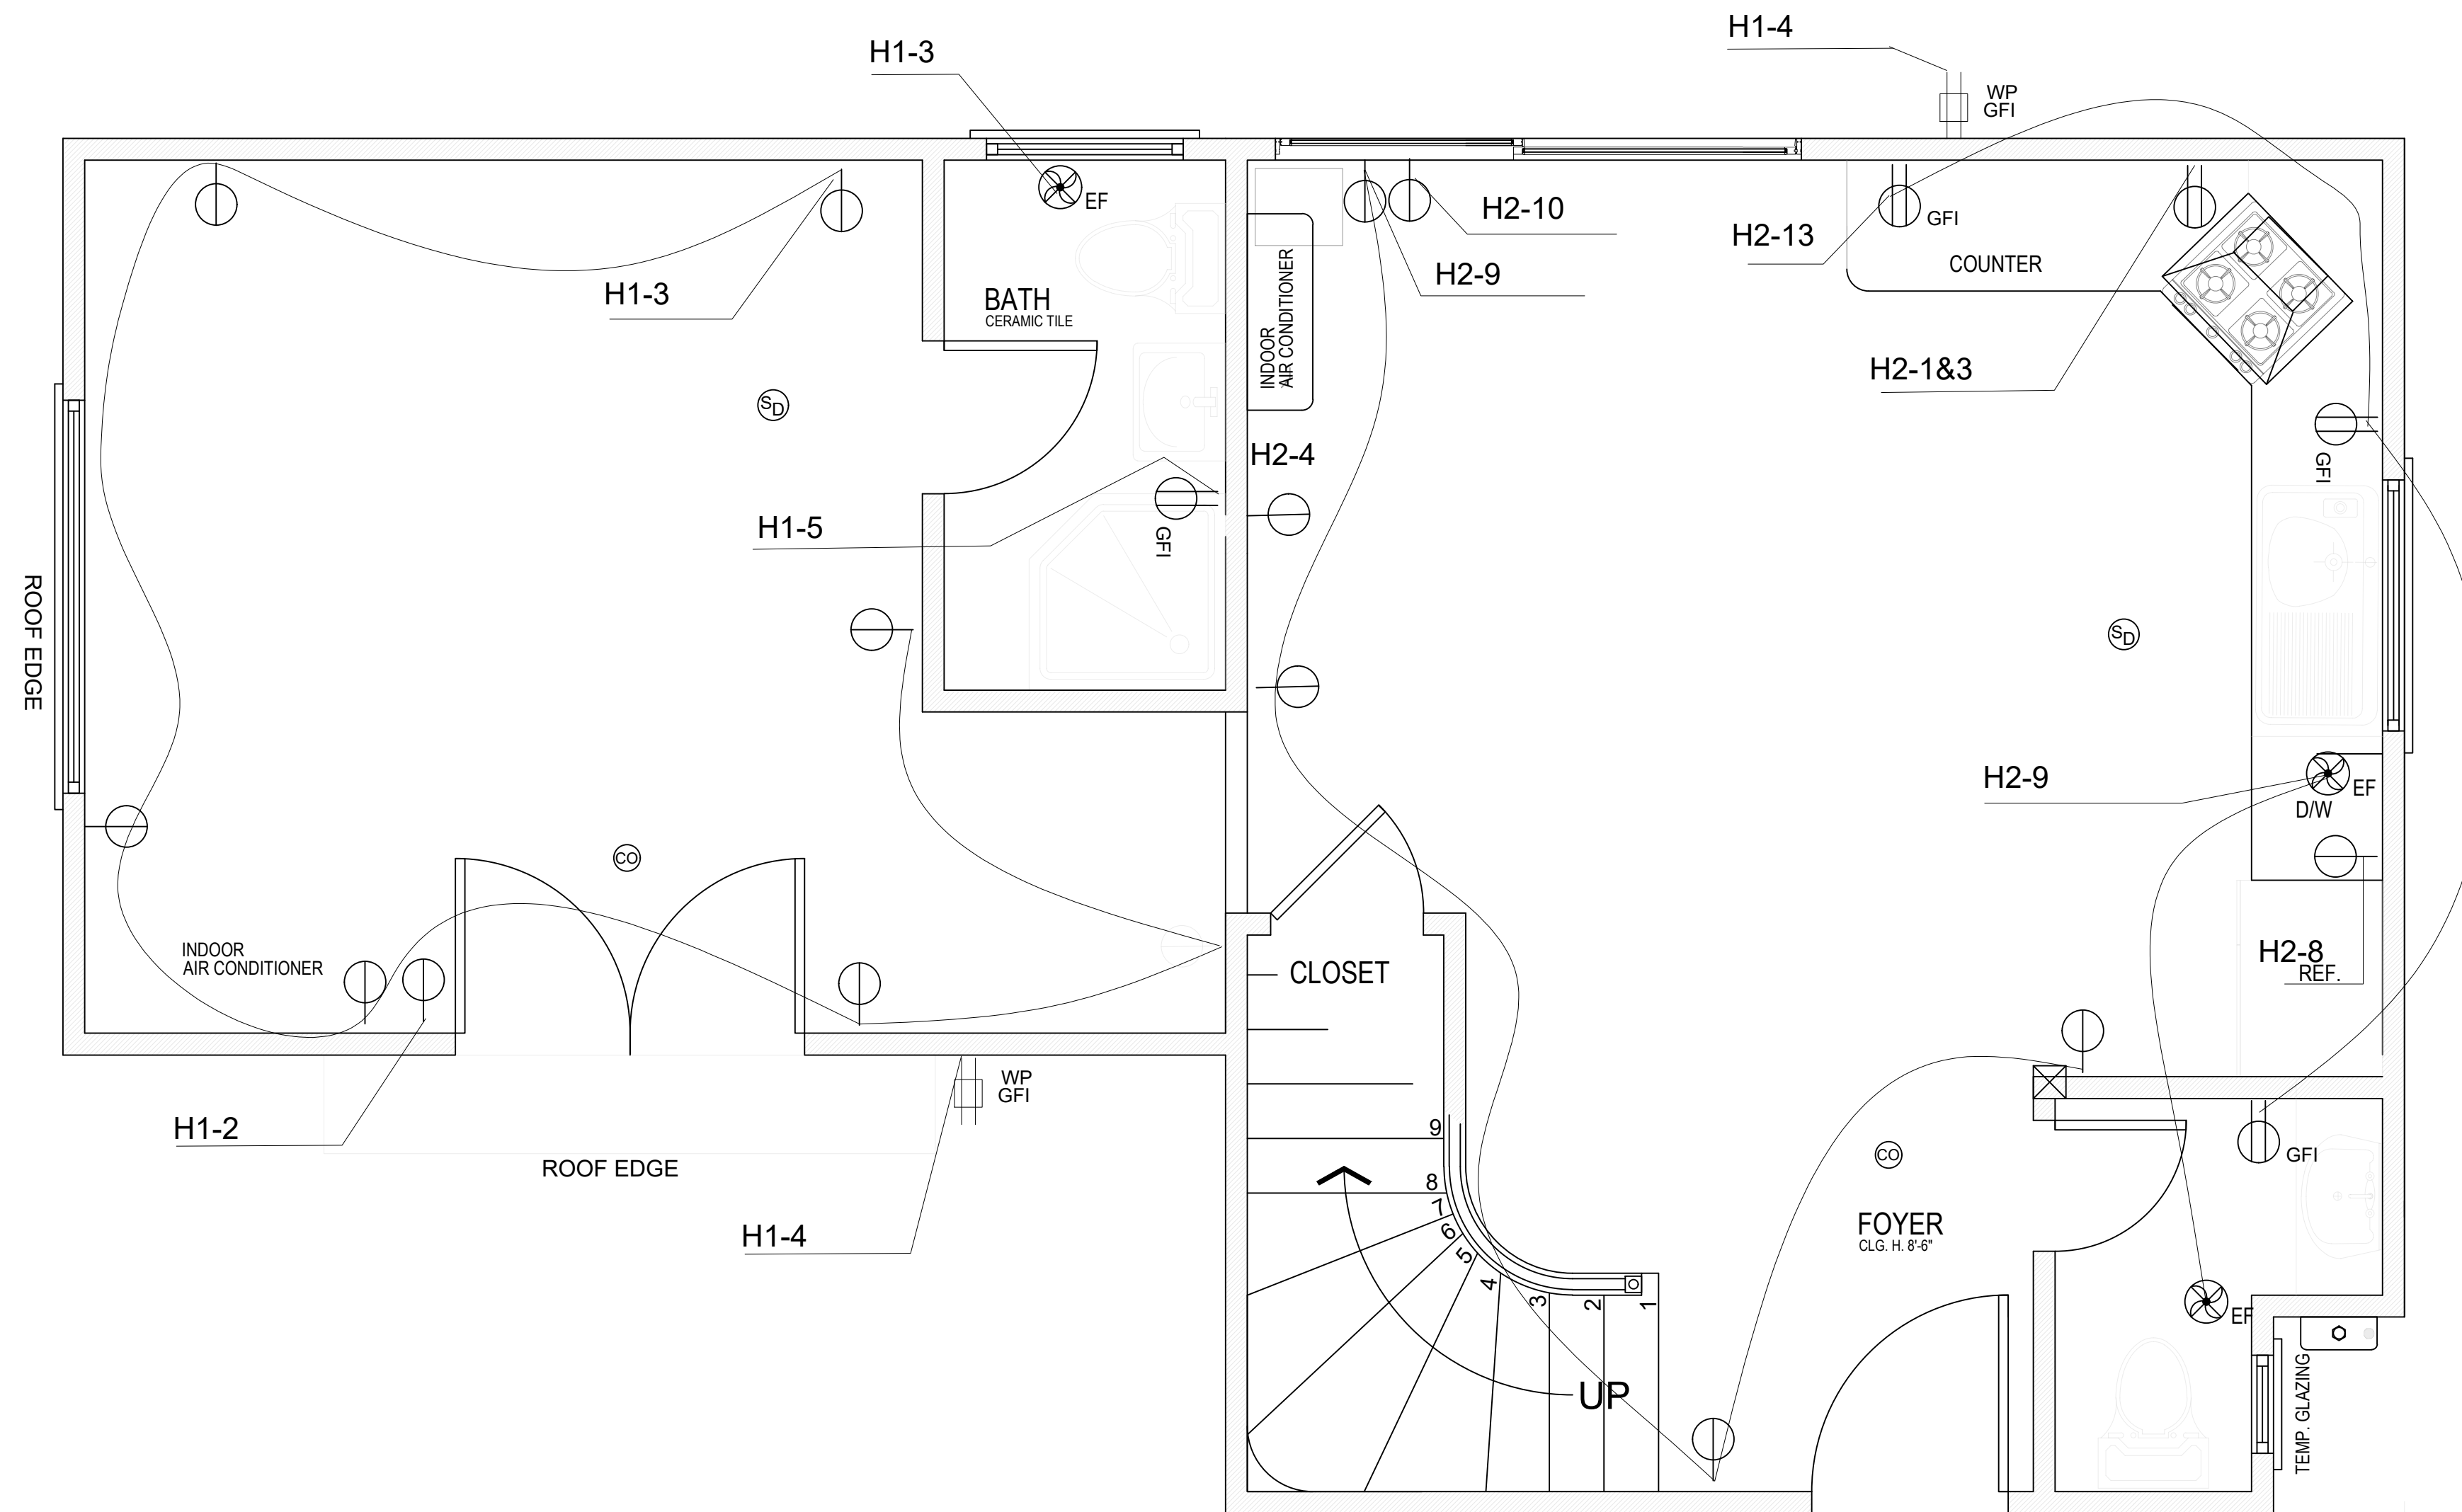 H1-4
H1-3
WP
GFI
EF
H2-10
GFI
H2-13
H2-9
COUNTER
H1-3
BATH
CERAMIC TILE
INDOOR
AIR CONDITIONER
H2-1&3
SD
H2-4
GFI
H1-5
GFI
ROOF EDGE
SD
H2-9
EF
D/W
CO
INDOOR
AIR CONDITIONER
CLOSET
H2-8
REF.
WP
GFI
H1-2
ROOF EDGE
9
8
7
6
5
4
3
2
1
CO
GFI
H1-4
FOYER
CLG. H. 8'-6"
EF
UP
TEMP. GLAZING